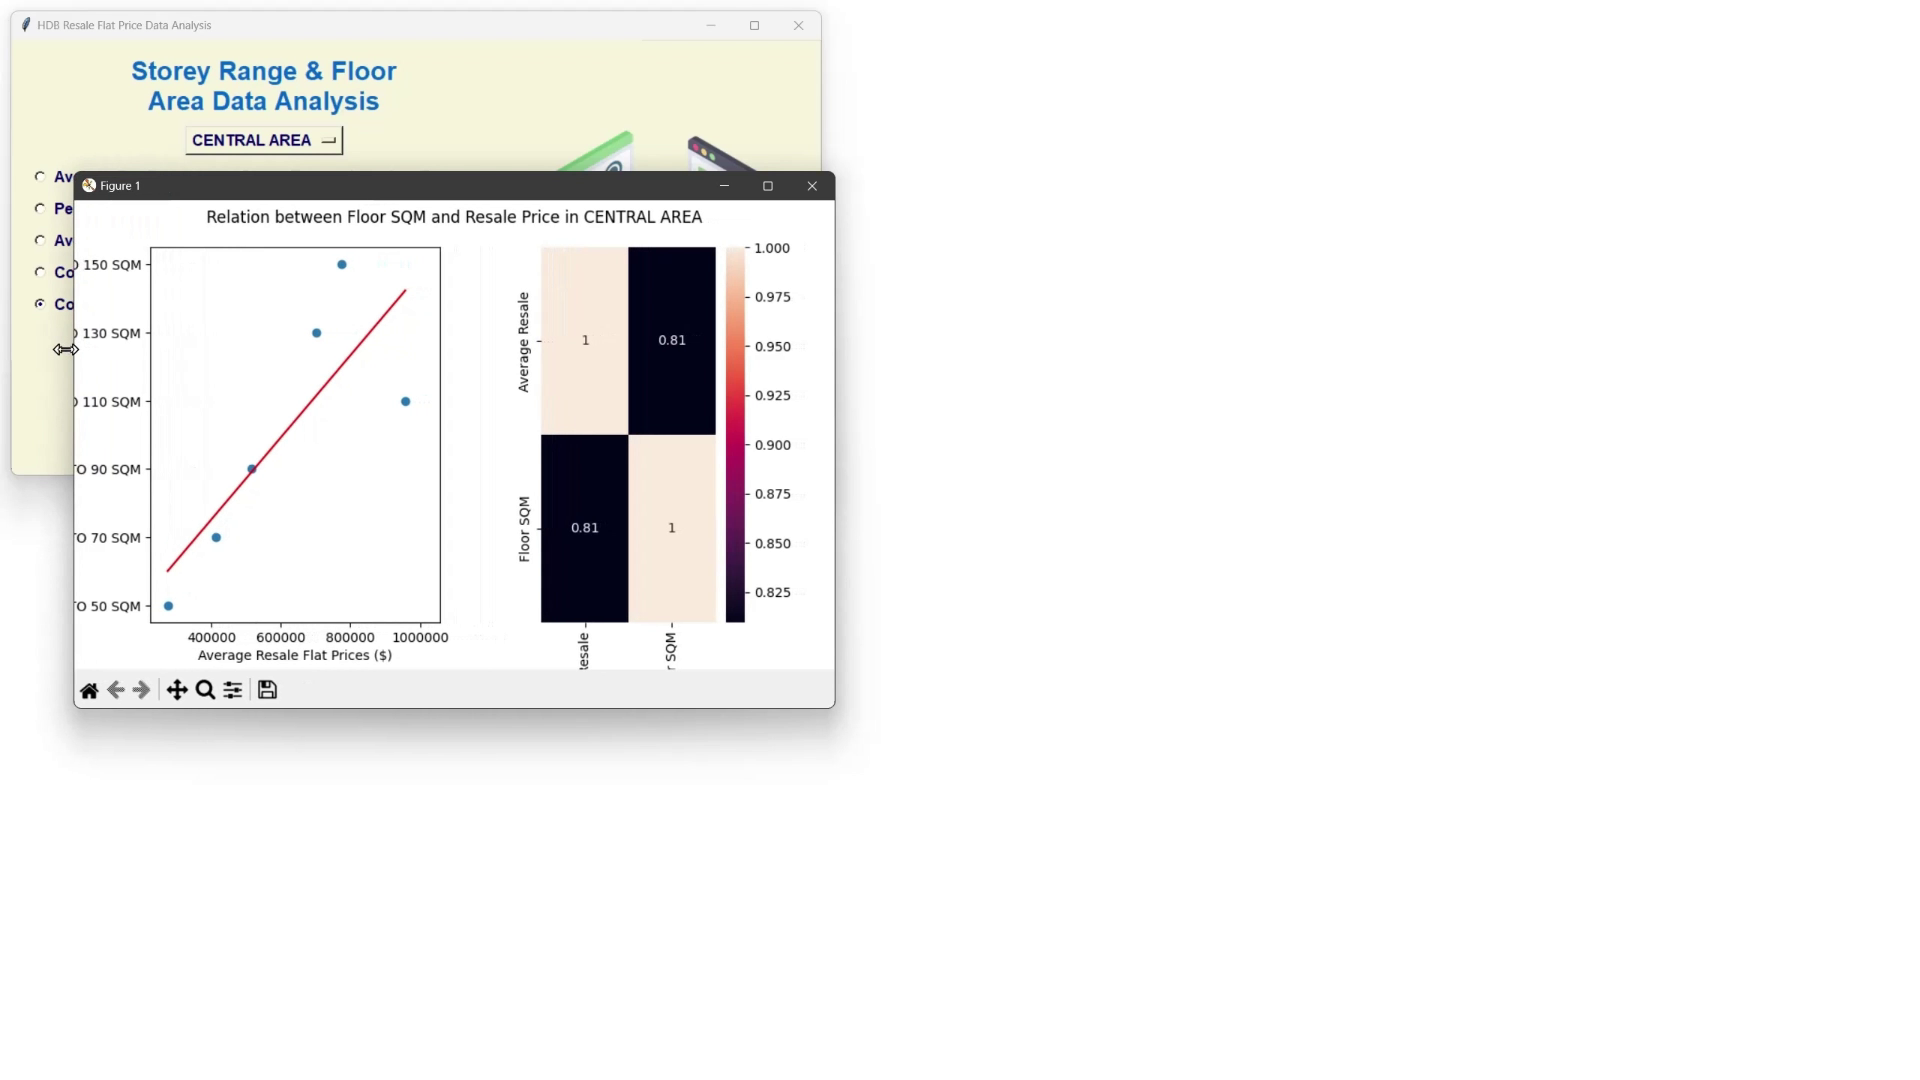 HDB Resale Flat Price Data Analysis
Storey Range & Floor
Area Data Analysis
CENTRAL AREA
Av
Pe
Av
Co
Co
Figure 1
Relation between Floor SQM and Resale Price in CENTRAL AREA
150 SQM
130 SQM
110 SQM
TO 90 SQM
TO 70 SQM
TO 50 SQM
400000 600000 800000 1000000
Average Resale Flat Prices ($)
Average Resale
Floor SQM
1 0.81
0.81 1
Resale
r SQM
1.000
0.975
0.950
0.925
0.900
0.875
0.850
0.825